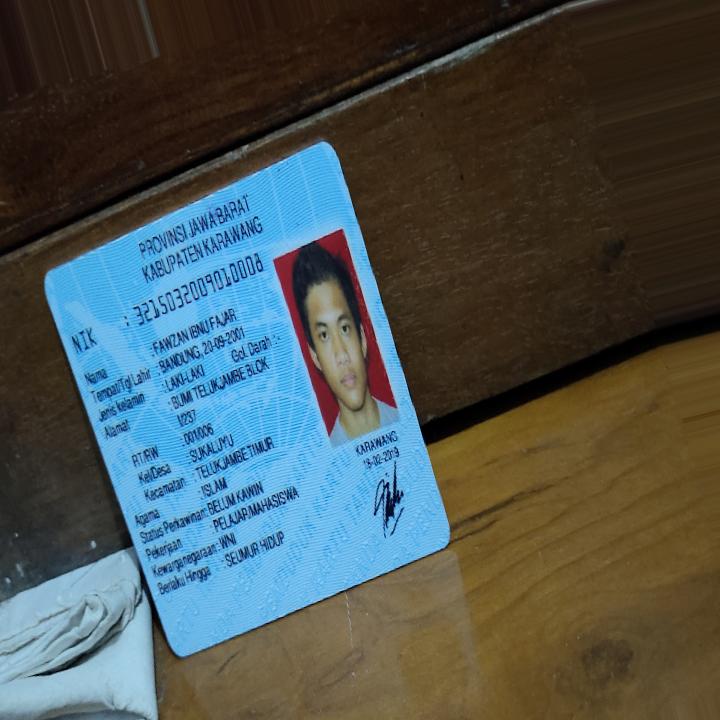 PROVINSI JAWA BARAT
KABUPATEN KARAWANG
NIK : 3215032009010008
Nama : FAWZAN IBNU FAJAR
Tempat/Tgl Lahir : BANDUNG, 20-09-2001
Jenis kelamin : LAKI-LAKI Gol. Darah : -
Alamat : BUMI TELUKJAMBE BLOK
I/237
RT/RW : 001/006
Kel/Desa : SUKALUYU
Kecamatan : TELUKJAMBE TIMUR
Agama : ISLAM
Status Perkawinan: BELUM KAWIN
Pekerjaan : PELAJAR/MAHASISWA
Kewarganegaraan: WNI
Berlaku Hingga : SEUMUR HIDUP
KARAWANG
18-02-2019